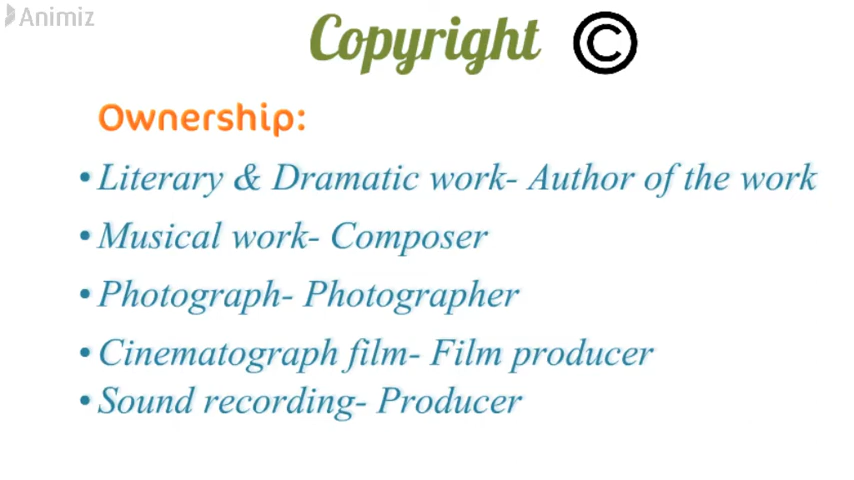 Animiz
Copyright ©
Ownership:
•Literary & Dramatic work- Author of the work
•Musical work- Composer
•Photograph- Photographer
•Cinematograph film- Film producer
•Sound recording- Producer